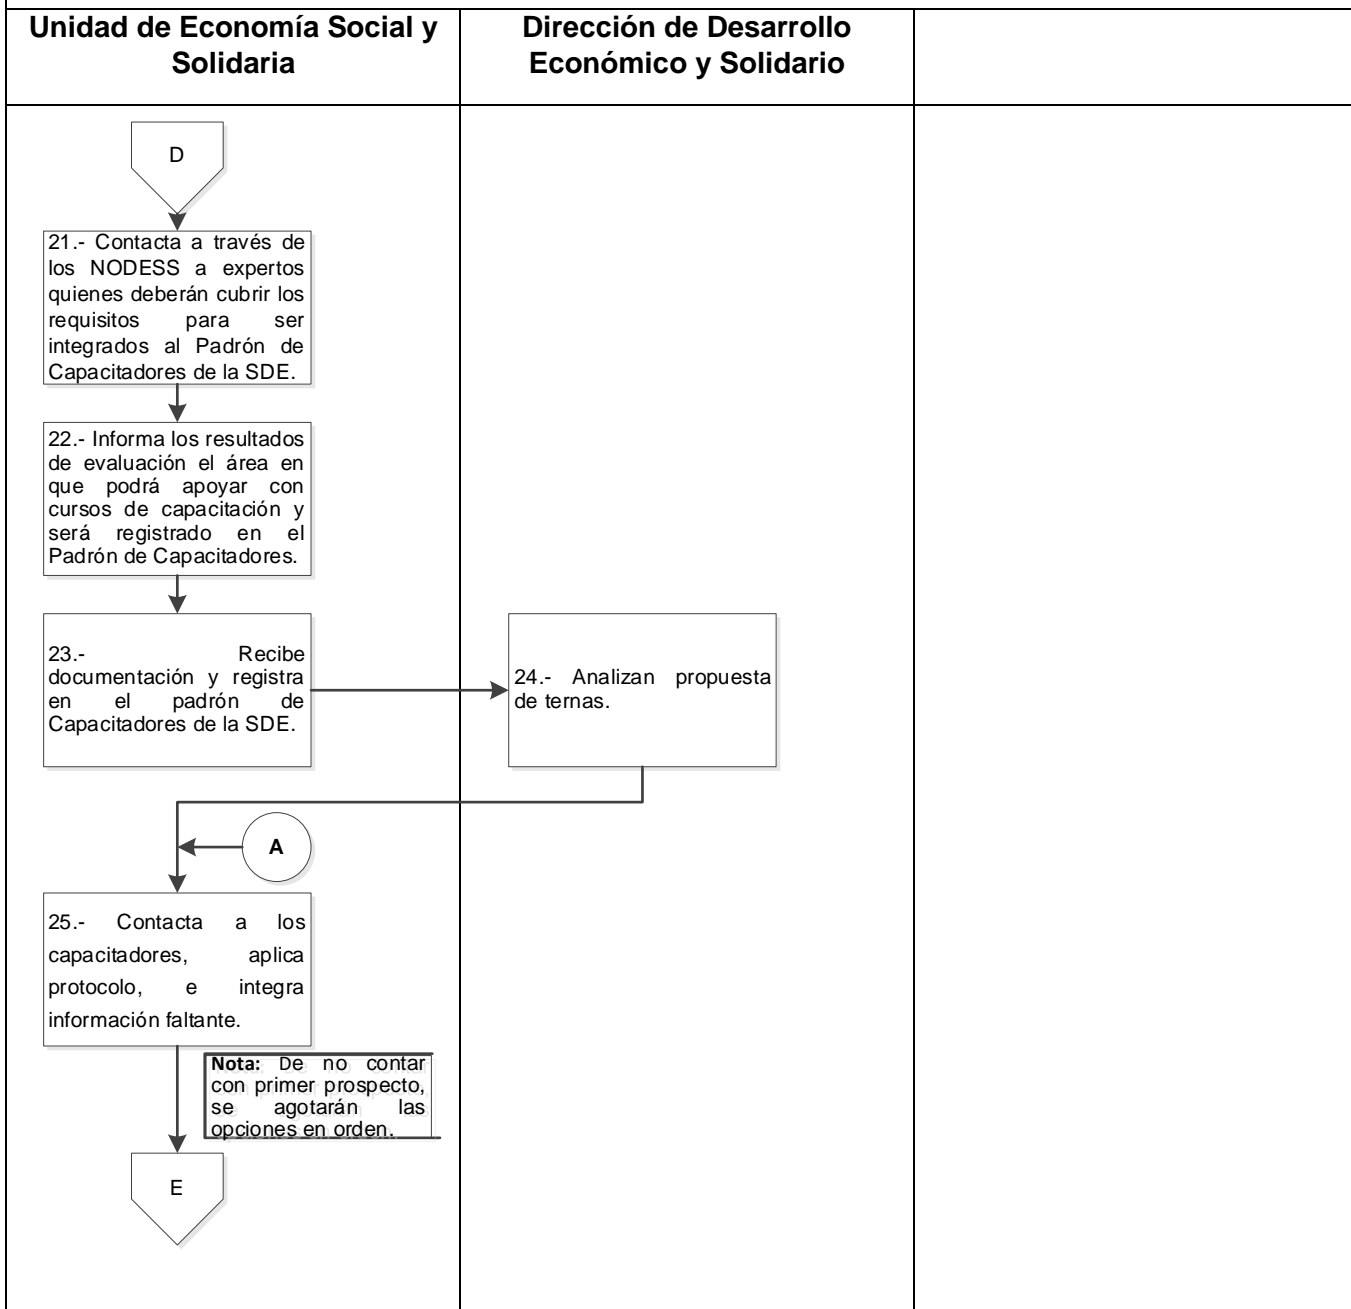 Unidad de Economía Social y
Solidaria
Dirección de Desarrollo
Económico y Solidario
D
21.- Contacta a través de
los NODESS a expertos
quienes deberán cubrir los
requisitos para ser
integrados al Padrón de
Capacitadores de la SDE.
22.- Informa los resultados
de evaluación el área en
que podrá apoyar con
cursos de capacitación y
será registrado en el
Padrón de Capacitadores.
23.- Recibe
documentación y registra
en el padrón de
Capacitadores de la SDE.
24.- Analizan propuesta
de ternas.
A
25.- Contacta a los
capacitadores, aplica
protocolo, e integra
información faltante.
Nota: De no contar
con primer prospecto,
se agotarán las
opciones en orden.
E